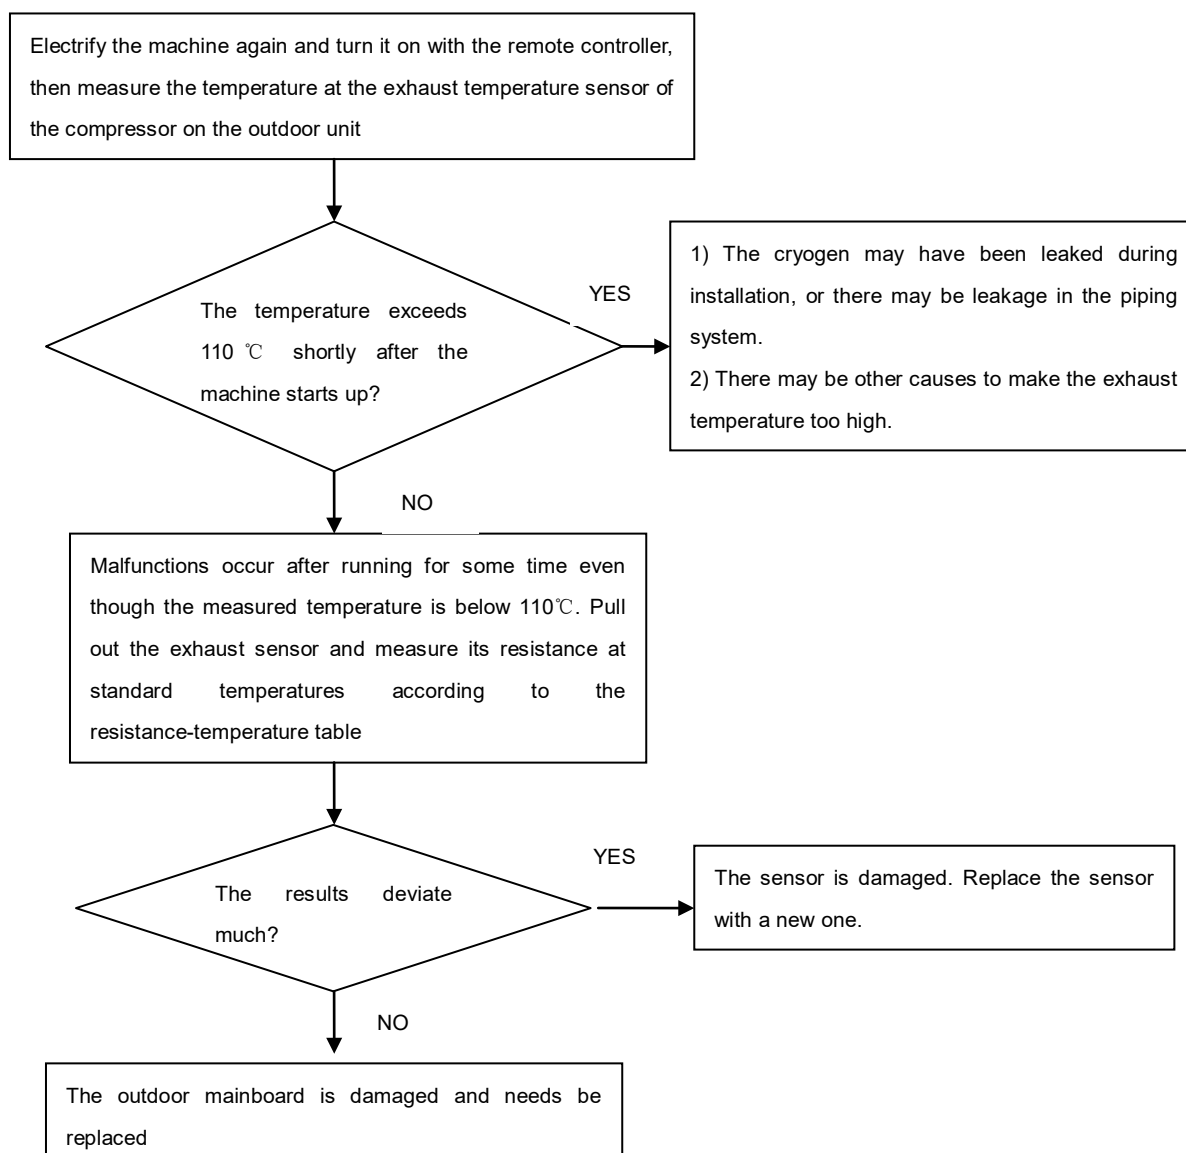 Electrify the machine again and turn it on with the remote controller,
then measure the temperature at the exhaust temperature sensor of
the compressor on the outdoor unit
The temperature exceeds
110 ℃ shortly after the
machine starts up?
YES
1) The cryogen may have been leaked during
installation, or there may be leakage in the piping
system.
2) There may be other causes to make the exhaust
temperature too high.
NO
Malfunctions occur after running for some time even
though the measured temperature is below 110℃. Pull
out the exhaust sensor and measure its resistance at
standard temperatures according to the
resistance-temperature table
The results deviate
much?
YES
The sensor is damaged. Replace the sensor
with a new one.
NO
The outdoor mainboard is damaged and needs be
replaced